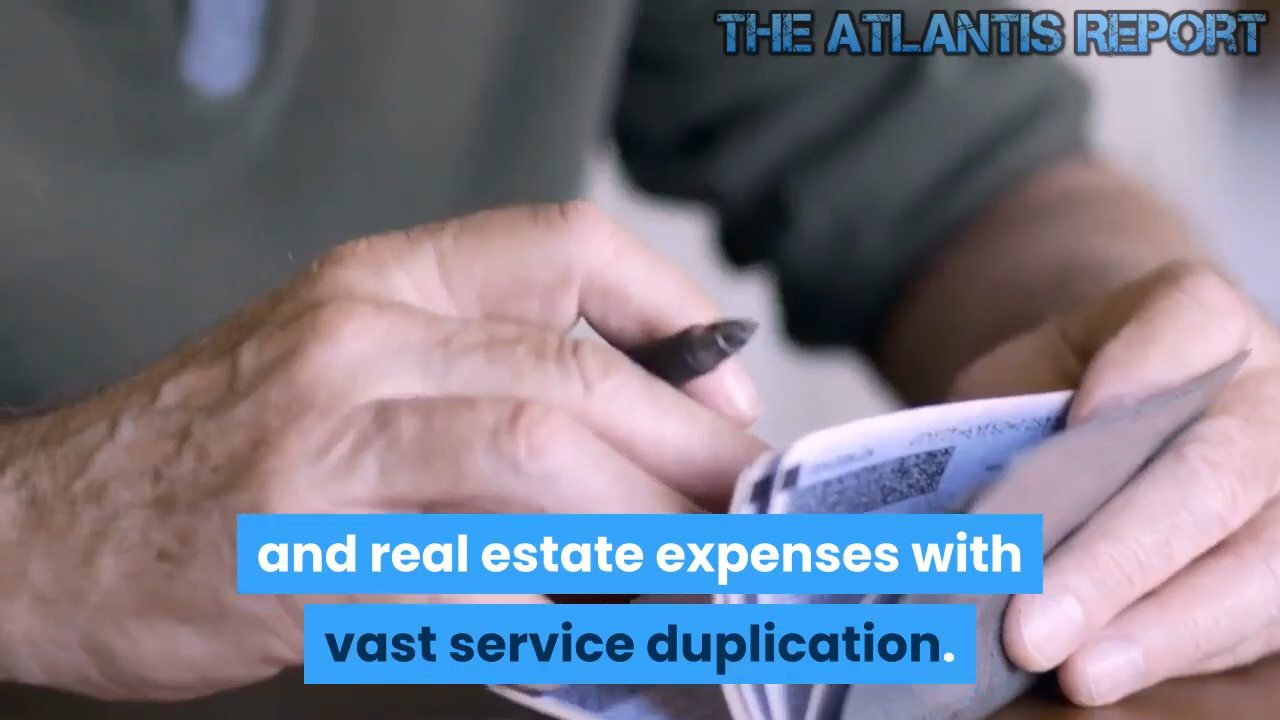 THE ATLANTIS REPORT
and real estate expenses with
vast service duplication.